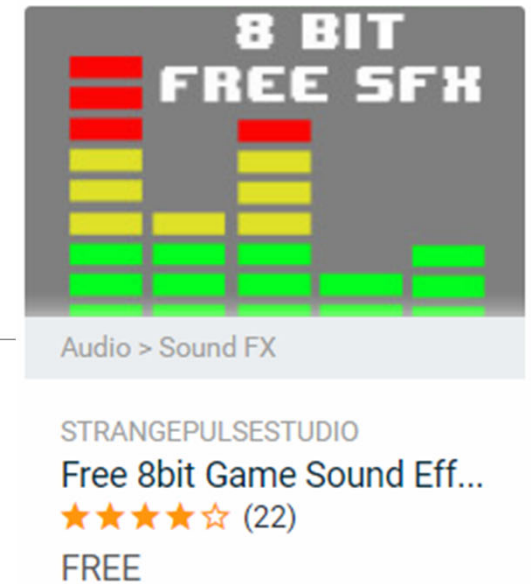 8 BIT
FREE SFX
Audio > Sound FX
STRANGEPULSESTUDIO
Free 8bit Game Sound Eff...
(22)
FREE